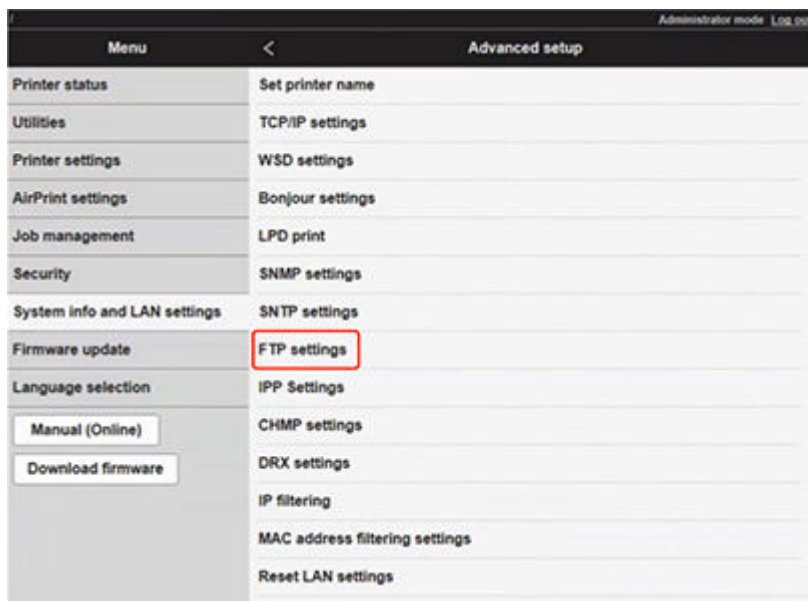 Administrator mode Log ou
Menu
<
Advanced setup
Printer status
Utilities
Printer settings
AirPrint settings
Job management
Security
System info and LAN settings
Firmware update
Language selection
Manual (Online)
Download firmware
Set printer name
TCP/IP settings
WSD settings
Bonjour settings
LPD print
SNMP settings
SNTP settings
FTP settings
IPP Settings
CHMP settings
DRX settings
IP filtering
MAC address filtering settings
Reset LAN settings